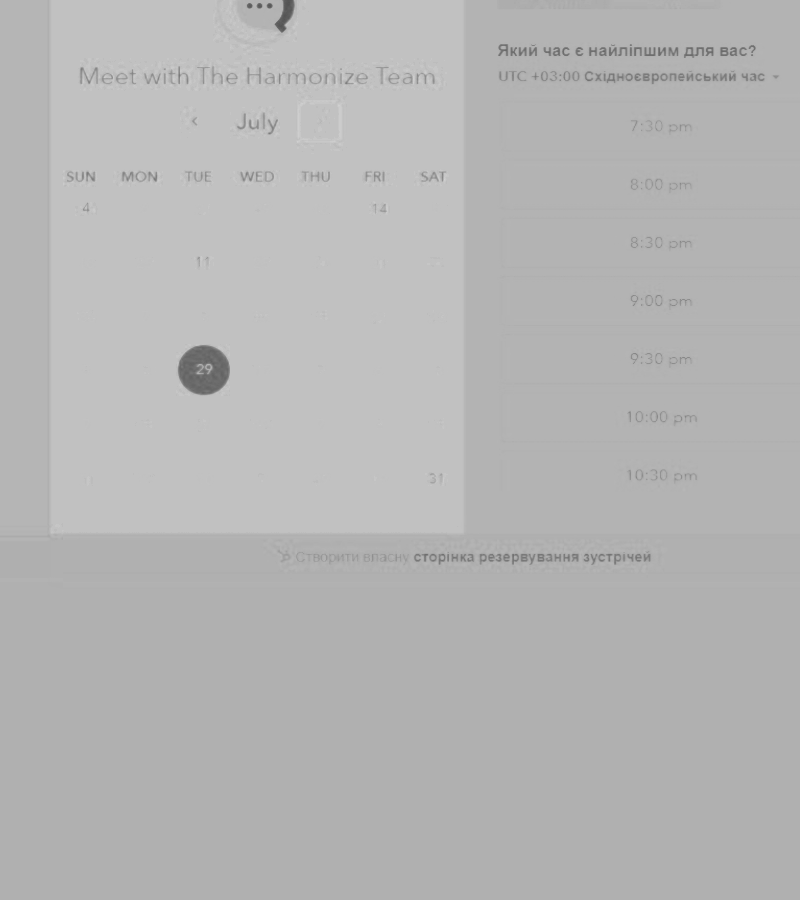 Meet with The Harmonize Team
‹ July
SUN MON TUE WED THU FRI SAT
4 14
11
29
31
Який час є найліпшим для вас?
UTC +03:00 Східноєвропейський час
7:30 pm
8:00 pm
8:30 pm
9:00 pm
9:30 pm
10:00 pm
10:30 pm
Створити власну сторінка резервування зустрічей